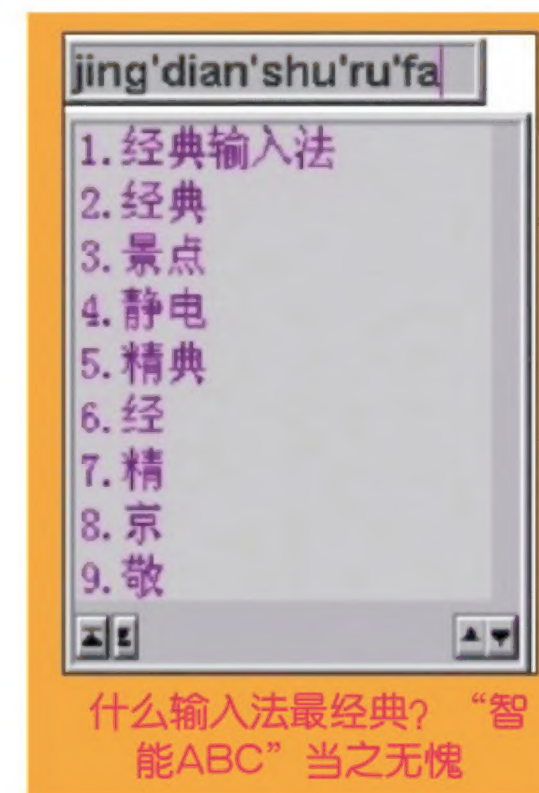 jing'dian'shu'ru'fa
1.经典输入法
2.经典
3.景点
4.静电
5.精典
6.经
7.精
8.京
9.敬
什么输入法最经典？“智
能ABC”当之无愧